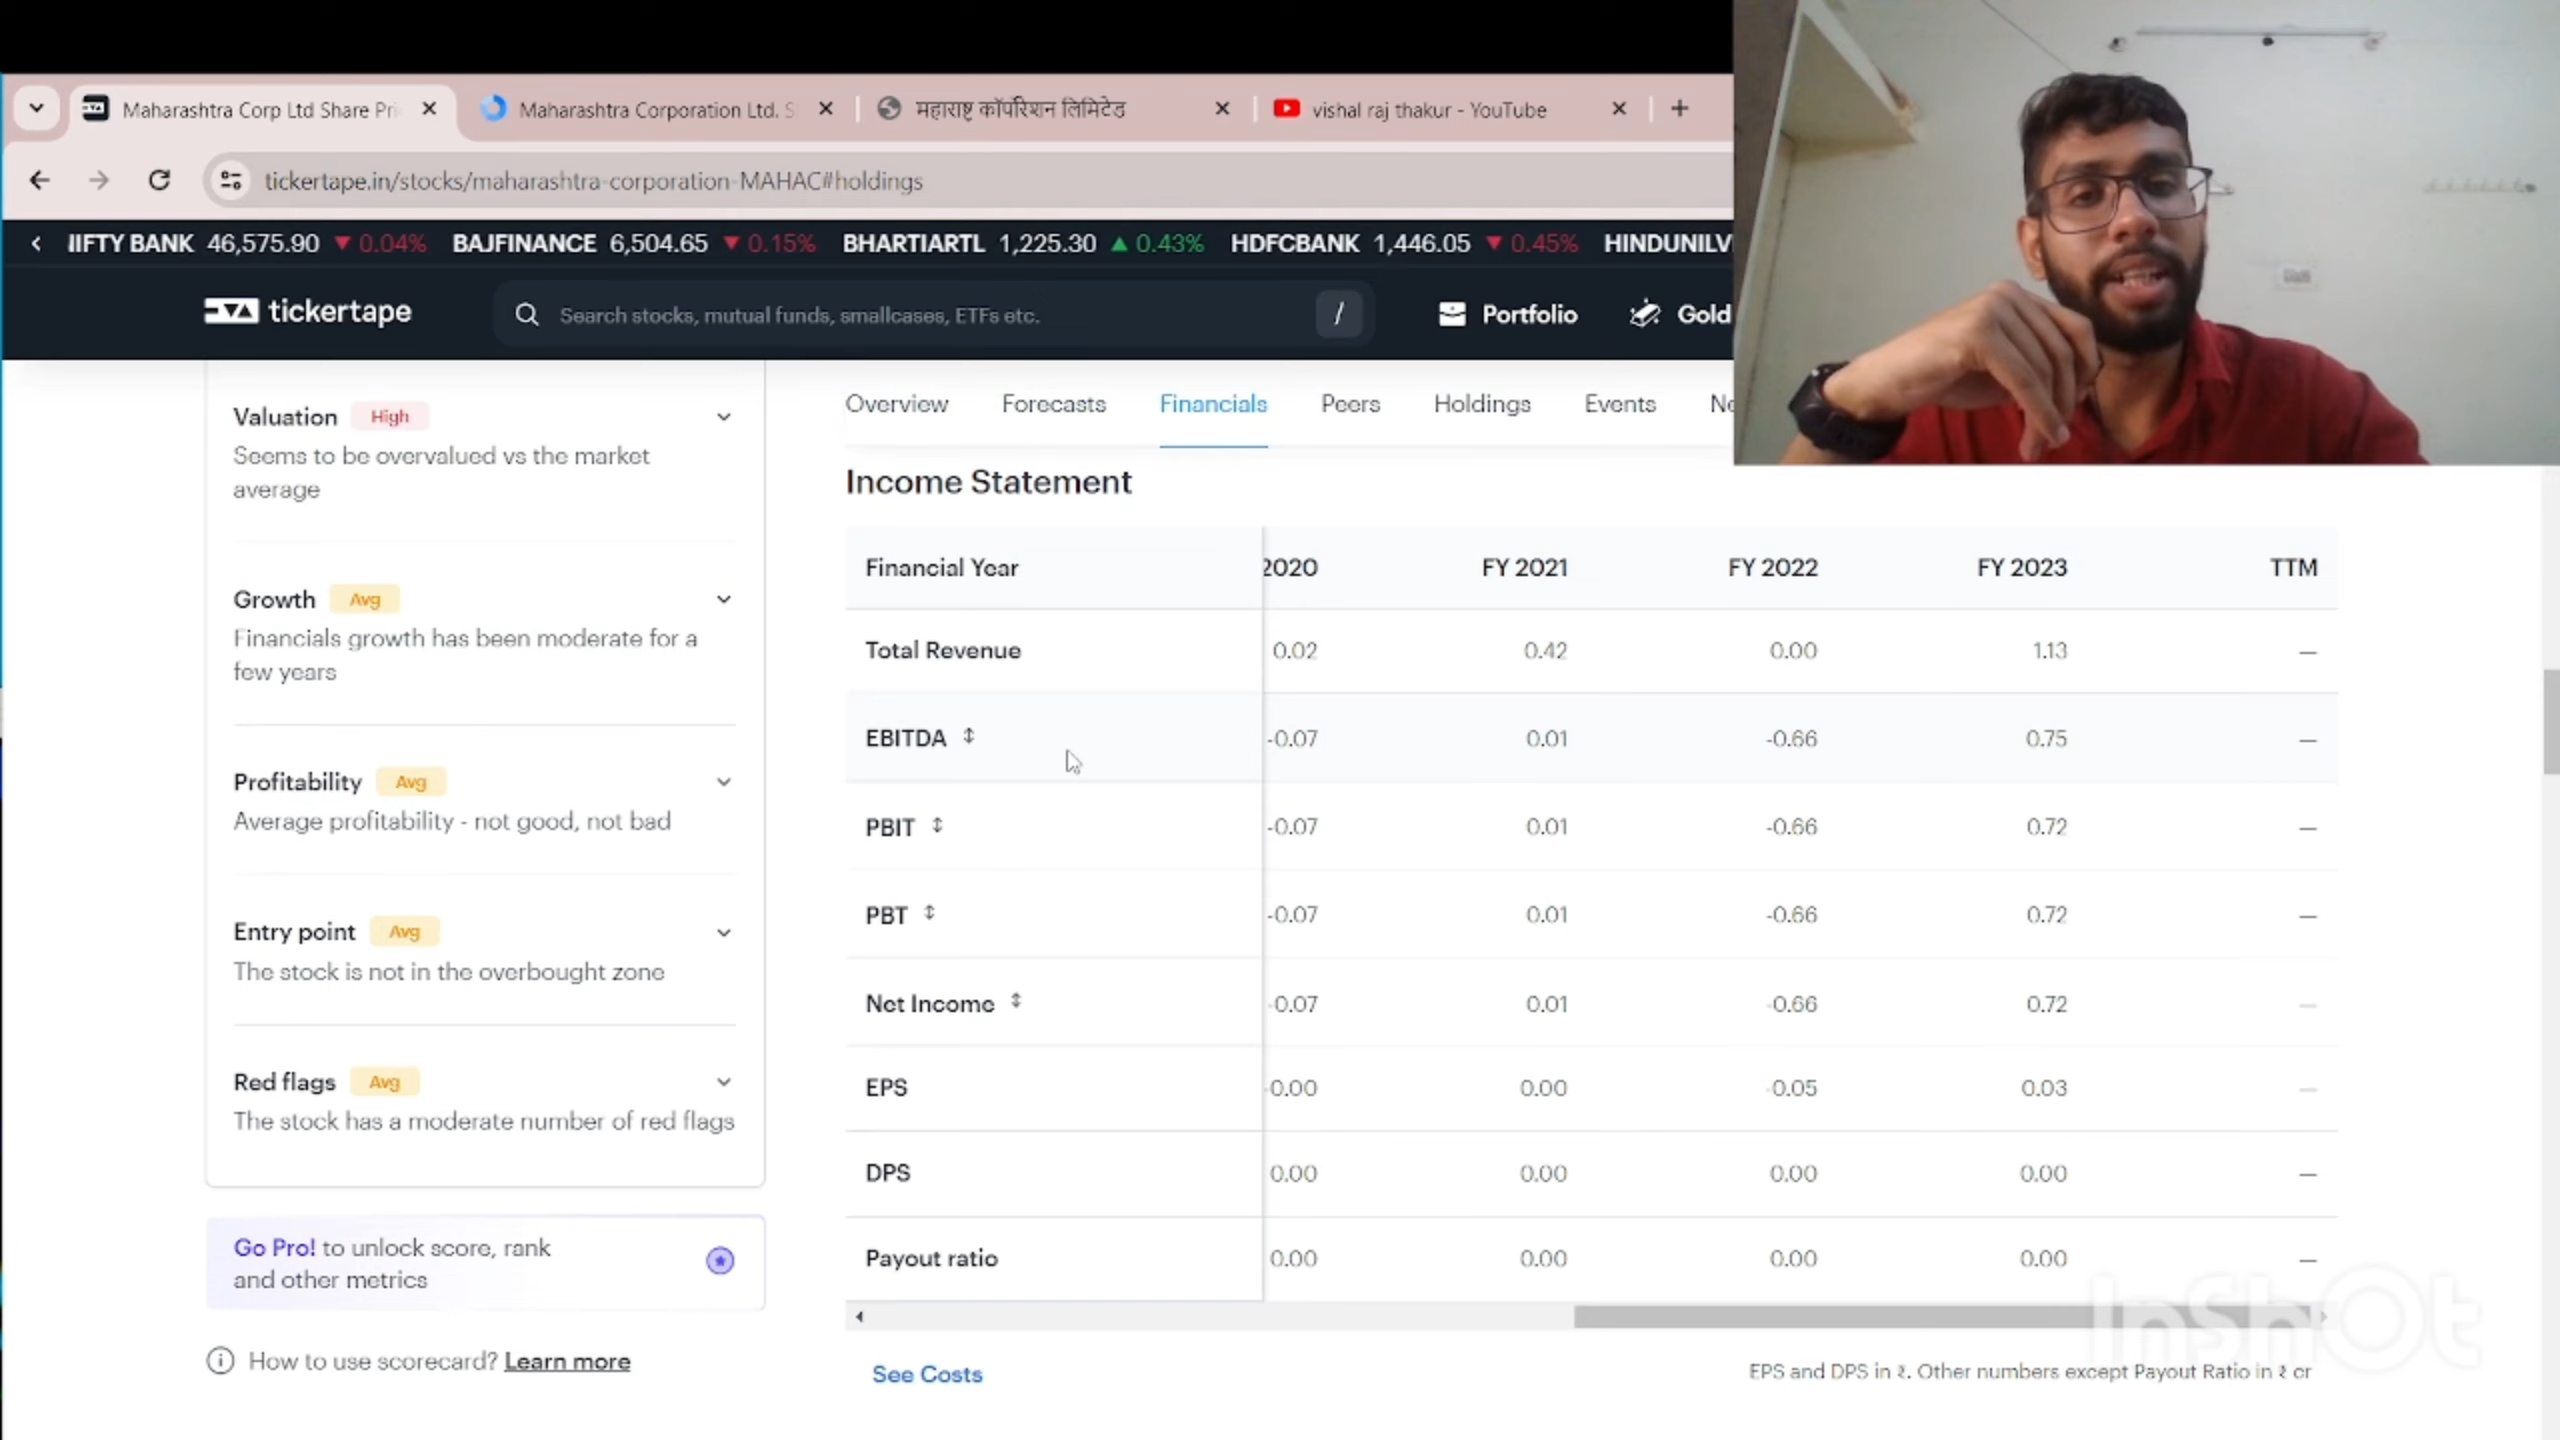 Maharashtra Corp Ltd Share Pri
Maharashtra Corporation Ltd. S
महाराष्ट्र कॉर्पोरेशन लिमिटेड
vishal raj thakur - YouTube
tickertape.in/stocks/maharashtra-corporation-MAHAC#holdings
IIFTY BANK 46,575.90 ▼ 0.04% BAJFINANCE 6,504.65 ▼ 0.15% BHARTIARTL 1,225.30 ▲ 0.43% HDFCBANK 1,446.05 ▼ 0.45% HINDUNILV
tickertape
Search stocks, mutual funds, smallcases, ETFs etc. /
Portfolio
Gold
Valuation High
Seems to be overvalued vs the market
average
Growth Avg
Financials growth has been moderate for a
few years
Profitability Avg
Average profitability - not good, not bad
Entry point Avg
The stock is not in the overbought zone
Red flags Avg
The stock has a moderate number of red flags
Go Pro! to unlock score, rank
and other metrics
How to use scorecard? Learn more
Overview Forecasts Financials Peers Holdings Events Ne
Income Statement
Financial Year 2020 FY 2021 FY 2022 FY 2023 TTM
Total Revenue 0.02 0.42 0.00 1.13 —
EBITDA -0.07 0.01 -0.66 0.75 —
PBIT -0.07 0.01 -0.66 0.72 —
PBT -0.07 0.01 -0.66 0.72 —
Net Income -0.07 0.01 -0.66 0.72 —
EPS -0.00 0.00 -0.05 0.03 —
DPS 0.00 0.00 0.00 0.00 —
Payout ratio 0.00 0.00 0.00 0.00 —
See Costs
EPS and DPS in ₹. Other numbers except Payout Ratio in ₹ cr
InShOt